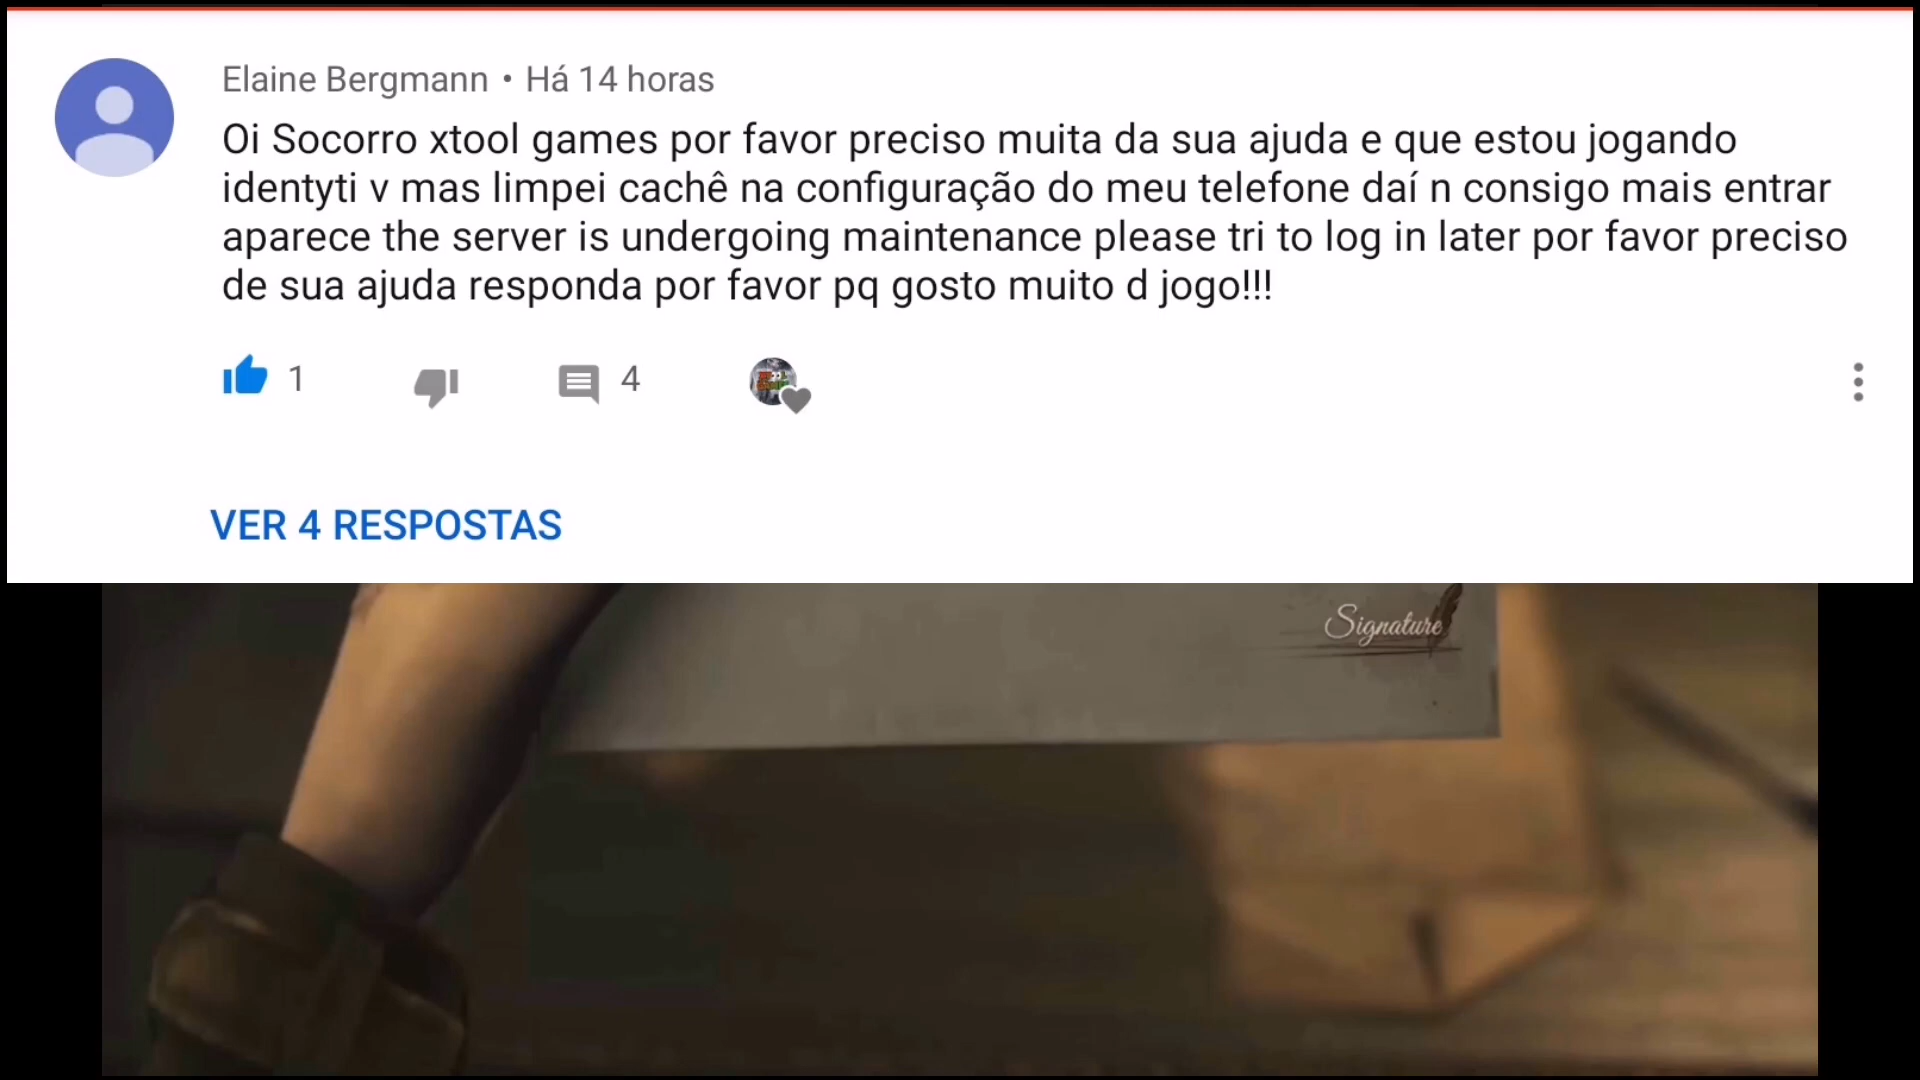 Elaine Bergmann • Há 14 horas
Oi Socorro xtool games por favor preciso muita da sua ajuda e que estou jogando
identyti v mas limpei cachê na configuração do meu telefone daí n consigo mais entrar
aparece the server is undergoing maintenance please tri to log in later por favor preciso
de sua ajuda responda por favor pq gosto muito d jogo!!!
1
4
VER 4 RESPOSTAS
Signature